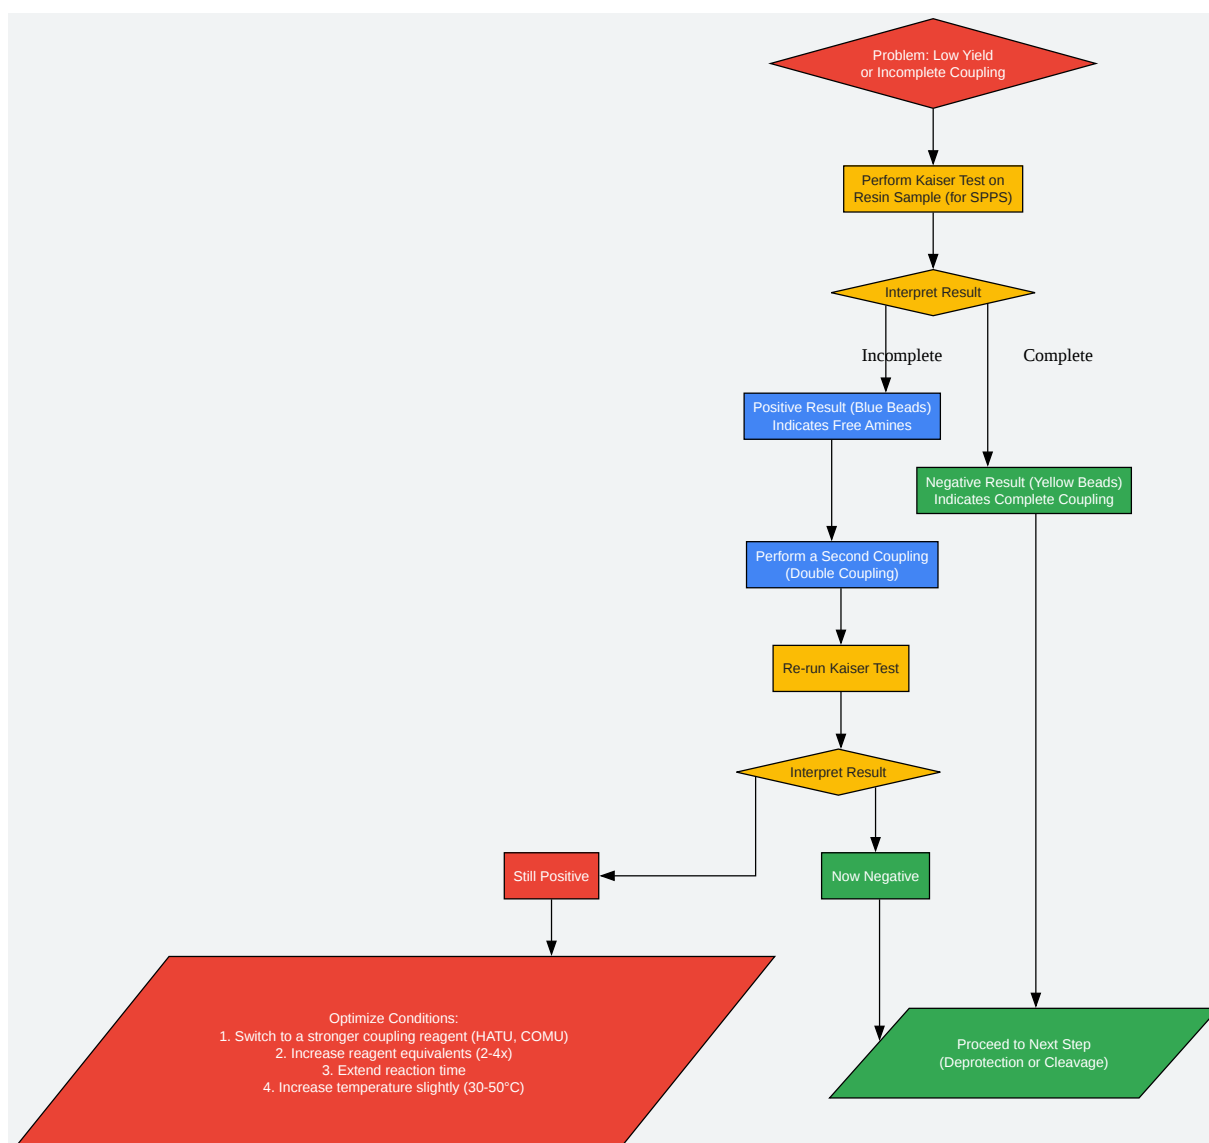 Problem: Low Yield
or Incomplete Coupling
Perform Kaiser Test on
Resin Sample (for SPPS)
Interpret Result
Incomplete
Complete
Positive Result (Blue Beads)
Indicates Free Amines
Negative Result (Yellow Beads)
Indicates Complete Coupling
Perform a Second Coupling
(Double Coupling)
Re-run Kaiser Test
Interpret Result
Still Positive
Now Negative
Optimize Conditions:
1. Switch to a stronger coupling reagent (HATU, COMU)
2. Increase reagent equivalents (2-4x)
3. Extend reaction time
4. Increase temperature slightly (30-50°C)
Proceed to Next Step
(Deprotection or Cleavage)